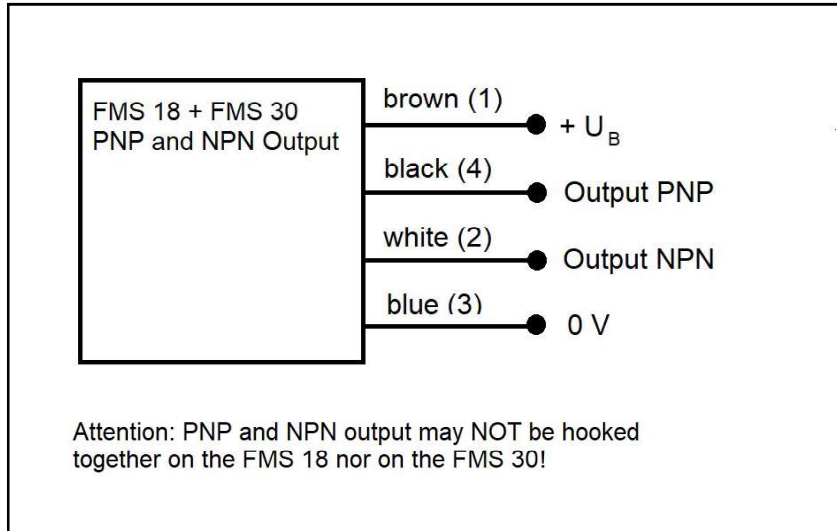 FMS 18 + FMS 30
PNP and NPN Output
brown (1)
+ U_B
black (4)
Output PNP
white (2)
Output NPN
blue (3)
0 V
Attention: PNP and NPN output may NOT be hooked
together on the FMS 18 nor on the FMS 30!